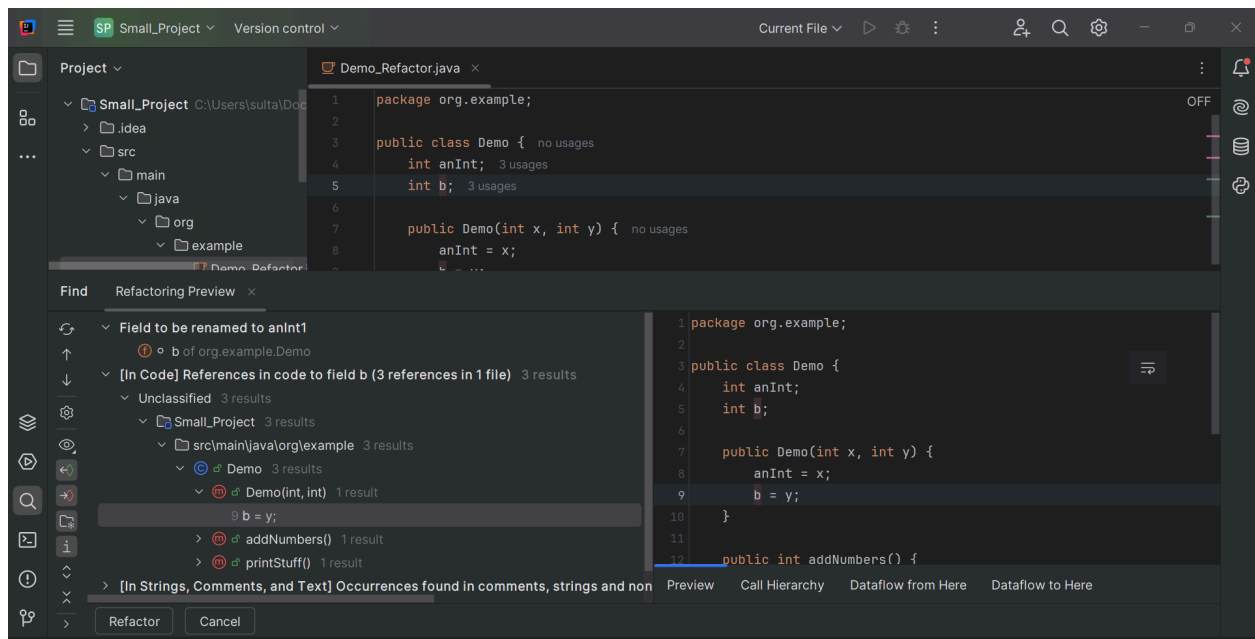 SP Small_Project Version control Current File
Project
Demo_Refactor.java
Small_Project C:\Users\sulta\Doc
.idea
src
main
java
org
example
Demo_Refactor
1 package org.example;
OFF
2
3 public class Demo { no usages
4 int anInt; 3 usages
5 int b; 3 usages
6
7 public Demo(int x, int y) { no usages
8 anInt = x;
Find Refactoring Preview
Field to be renamed to anInt1
b of org.example.Demo
[In Code] References in code to field b (3 references in 1 file) 3 results
Unclassified 3 results
Small_Project 3 results
src\main\java\org\example 3 results
Demo 3 results
Demo(int, int) 1 result
9 b = y;
addNumbers() 1 result
printStuff() 1 result
[In Strings, Comments, and Text] Occurrences found in comments, strings and non
1 package org.example;
2
3 public class Demo {
4 int anInt;
5 int b;
6
7 public Demo(int x, int y) {
8 anInt = x;
9 b = y;
10 }
11
12 public int addNumbers() {
Preview Call Hierarchy Dataflow from Here Dataflow to Here
Refactor Cancel